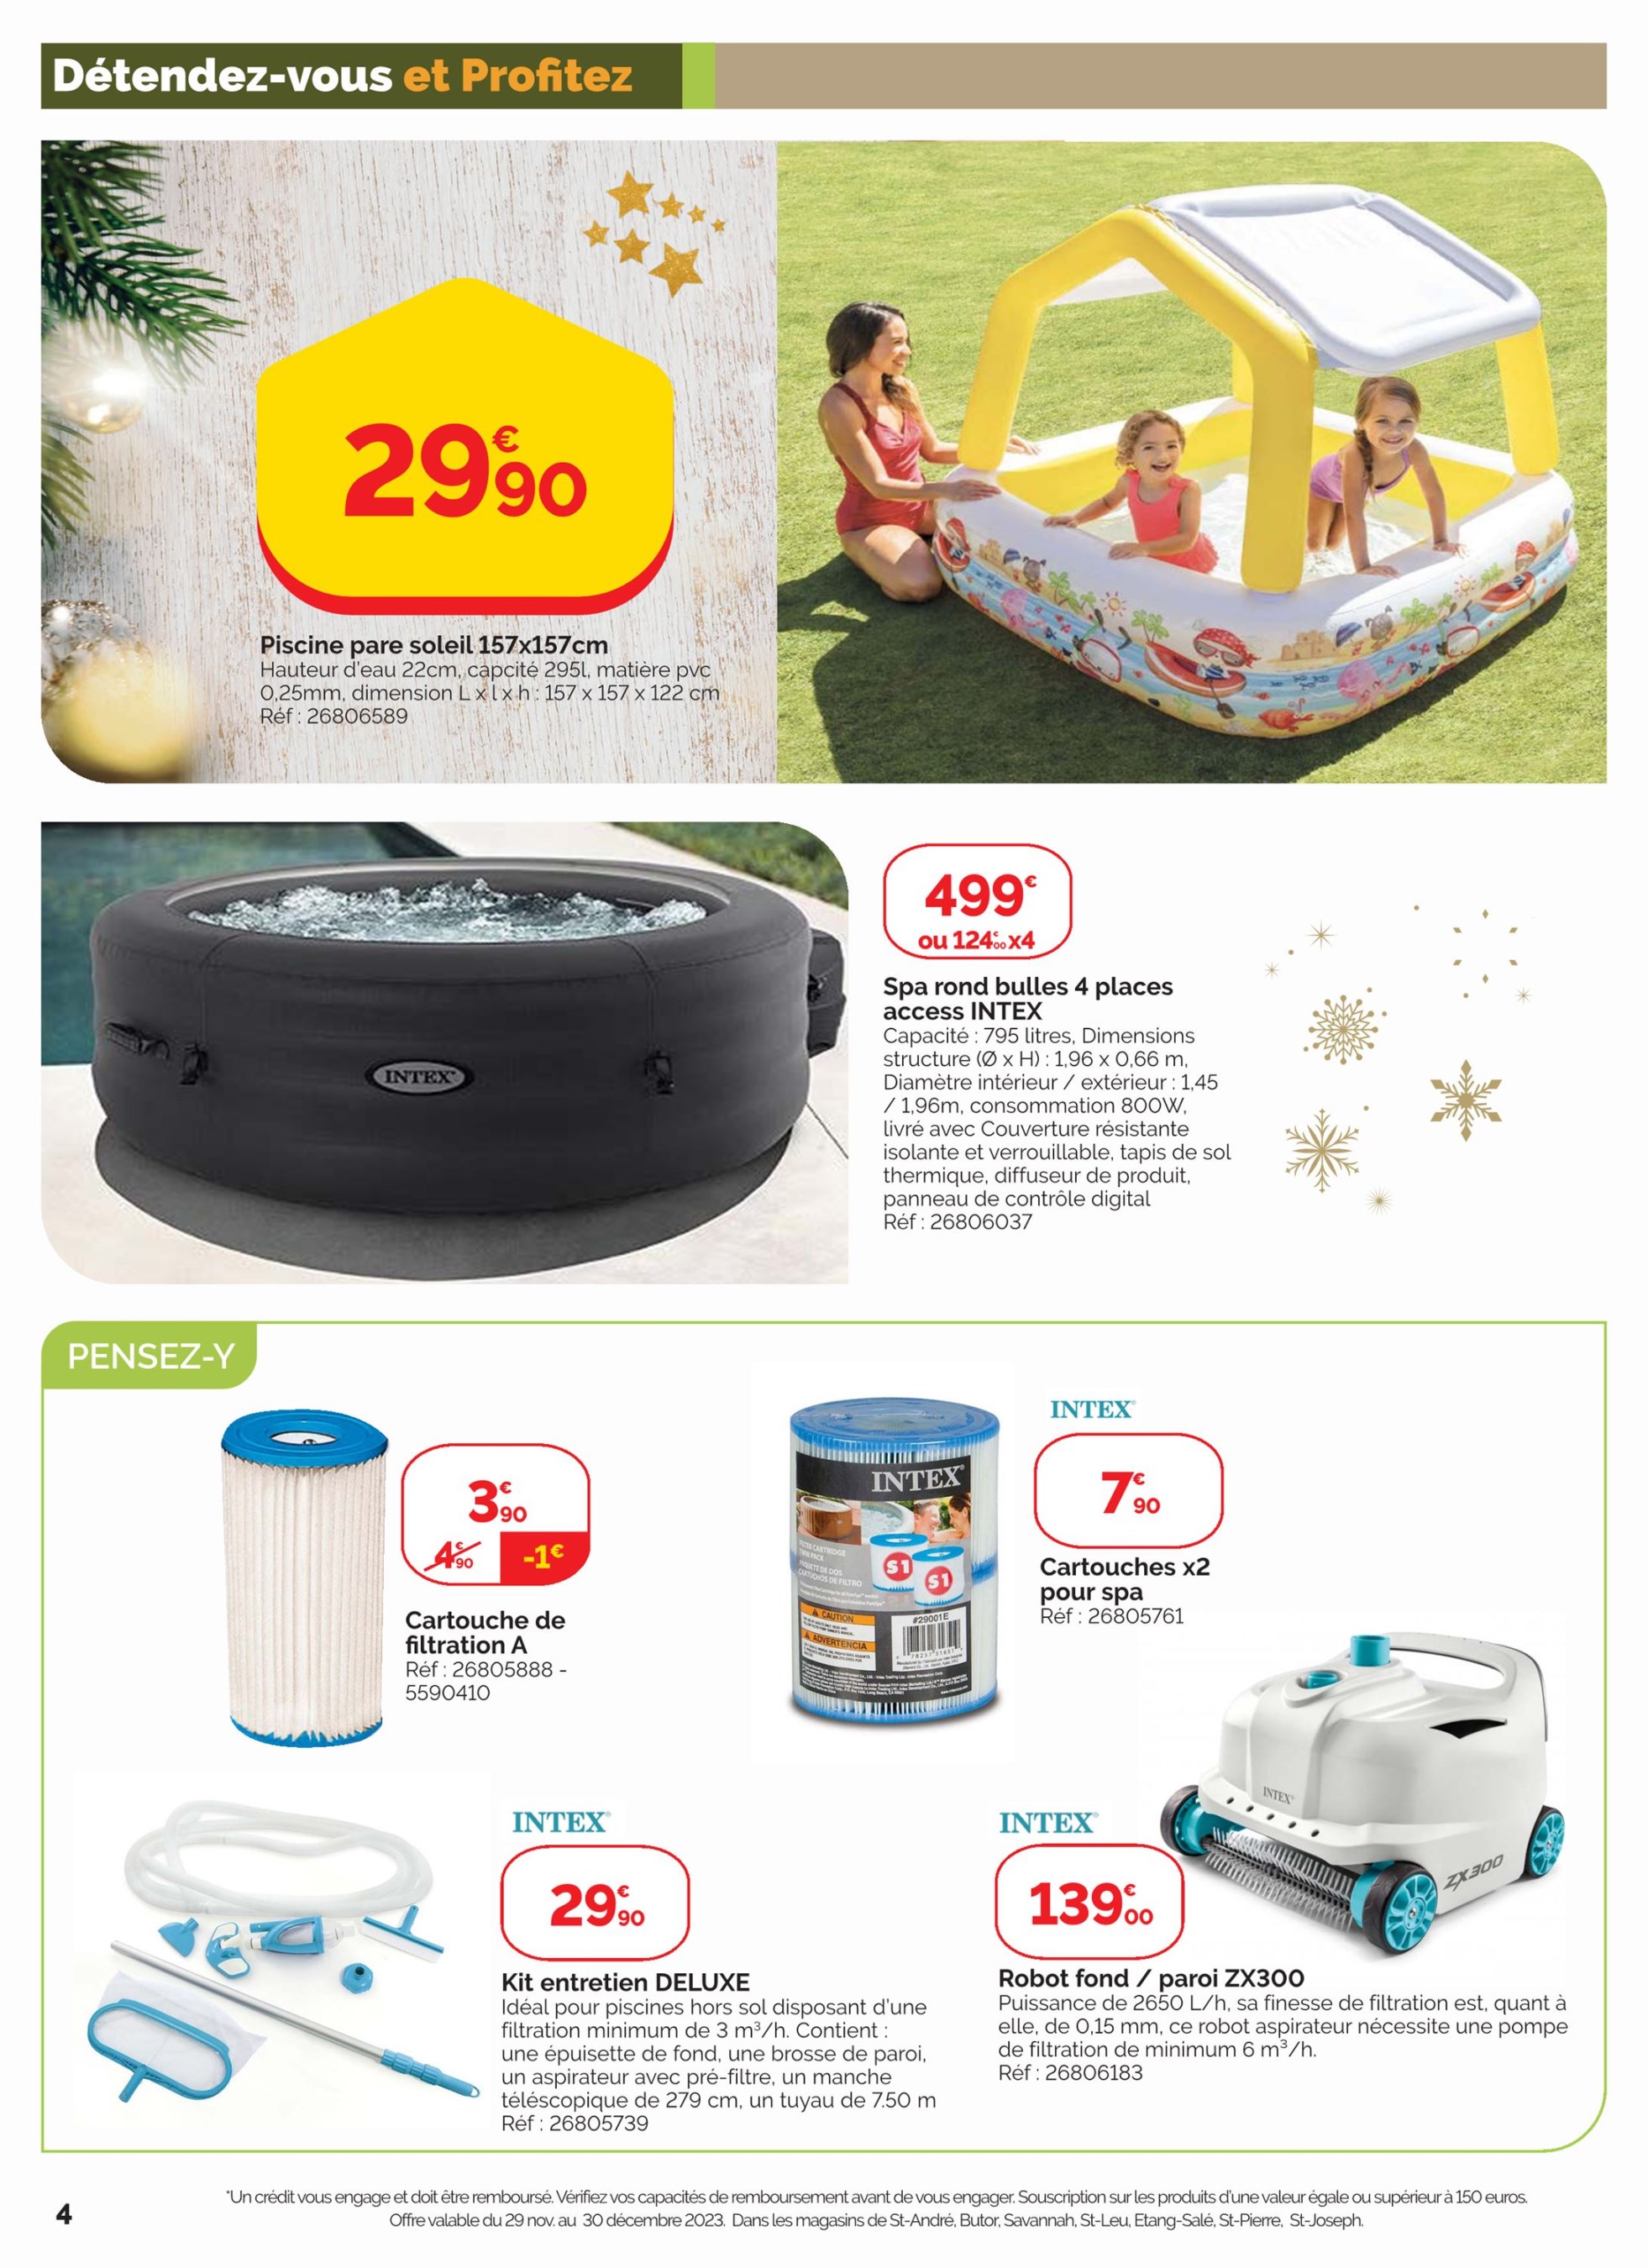 Détendez-vous et Profitez
29€90
Piscine pare soleil 157x157cm
Hauteur d'eau 22cm, capcité 295l, matière pvc
0,25mm, dimension L x l x h : 157 x 157 x 122 cm
Réf : 26806589
499€
ou 124€00 x4
Spa rond bulles 4 places
access INTEX
Capacité : 795 litres, Dimensions
structure (Ø x H) : 1,96 x 0,66 m,
Diamètre intérieur / extérieur : 1,45
/ 1,96m, consommation 800W,
livré avec Couverture résistante
isolante et verrouillable, tapis de sol
thermique, diffuseur de produit,
panneau de contrôle digital
Réf : 26806037
INTEX
PENSEZ-Y
3€90
4€90
-1€
Cartouche de
filtration A
Réf : 26805888 -
5590410
INTEX
S1
S1
CAUTION
ADVERTENCIA
#29001E
INTEX
7€90
Cartouches x2
pour spa
Réf : 26805761
INTEX
29€90
Kit entretien DELUXE
Idéal pour piscines hors sol disposant d'une
filtration minimum de 3 m³/h. Contient :
une épuisette de fond, une brosse de paroi,
un aspirateur avec pré-filtre, un manche
téléscopique de 279 cm, un tuyau de 7.50 m
Réf : 26805739
INTEX
139€00
INTEX
ZX300
Robot fond / paroi ZX300
Puissance de 2650 L/h, sa finesse de filtration est, quant à
elle, de 0,15 mm, ce robot aspirateur nécessite une pompe
de filtration de minimum 6 m³/h.
Réf : 26806183
4
*Un crédit vous engage et doit être remboursé. Vérifiez vos capacités de remboursement avant de vous engager. Souscription sur les produits d'une valeur égale ou supérieur à 150 euros.
Offre valable du 29 nov. au 30 décembre 2023. Dans les magasins de St-André, Butor, Savannah, St-Leu, Etang-Salé, St-Pierre, St-Joseph.